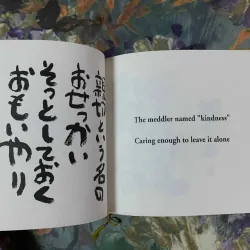 親切という名の
おせっかい
そっとしておく
おもいやり
The meddler named "kindness"
Caring enough to leave it alone